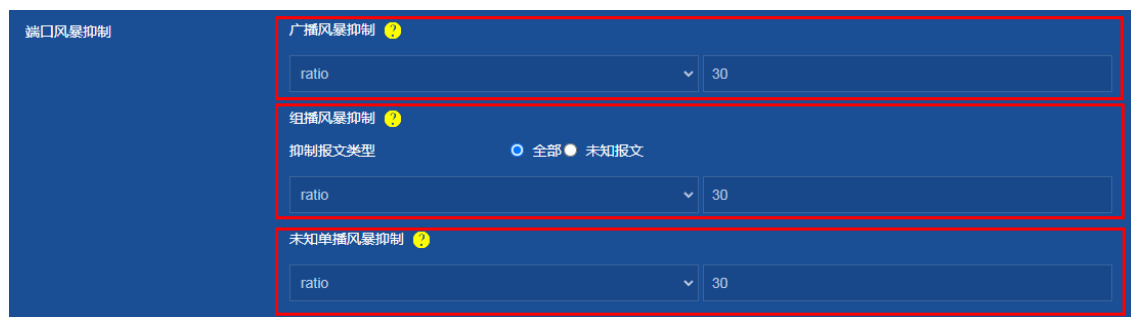 端口风暴抑制
广播风暴抑制 ?
ratio 30
组播风暴抑制 ?
抑制报文类型 全部 未知报文
ratio 30
未知单播风暴抑制 ?
ratio 30